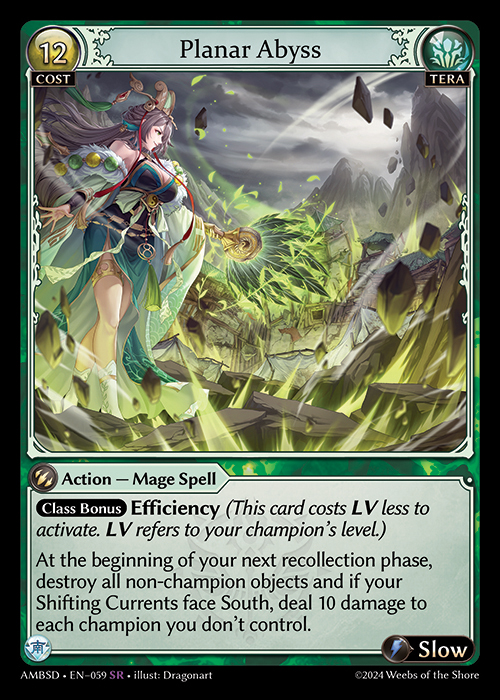 12
Planar Abyss
COST
TERA
Action — Mage Spell
Class Bonus Efficiency (This card costs LV less to
activate. LV refers to your champion's level.)
At the beginning of your next recollection phase,
destroy all non-champion objects and if your
Shifting Currents face South, deal 10 damage to
each champion you don't control.
南
Slow
AMBSD • EN–059 SR • illust: Dragonart
©2024 Weebs of the Shore